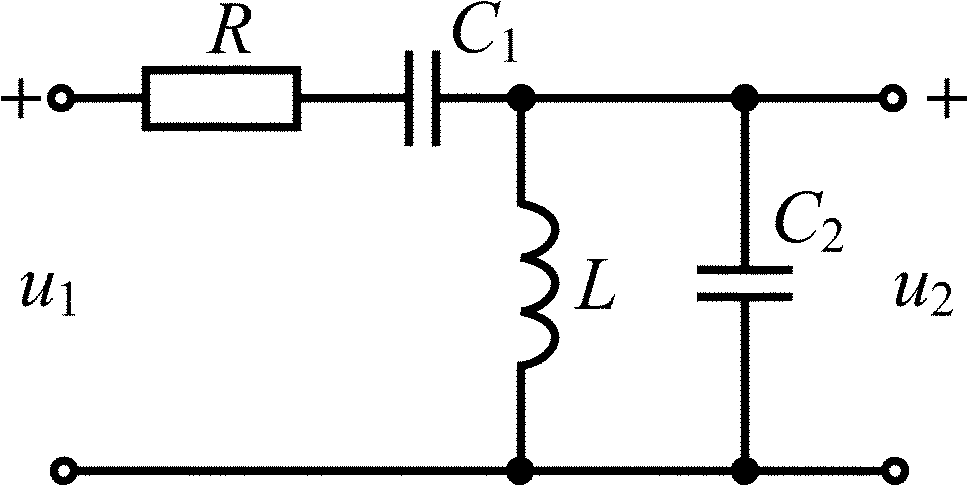 R C₁
+ +
C₂
u₁ L u₂